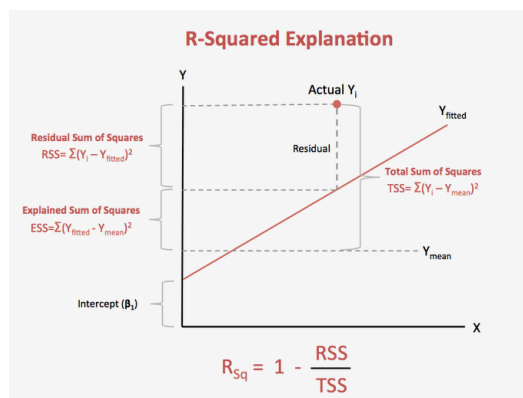 R-Squared Explanation
Y
Actual Yi
Yfitted
Residual Sum of Squares
RSS= Σ(Yi – Yfitted)²
Residual
Total Sum of Squares
TSS= Σ(Yi – Ymean)²
Explained Sum of Squares
ESS=Σ(Yfitted - Ymean)²
Ymean
Intercept (β1)
X
RSq = 1 - RSS
TSS